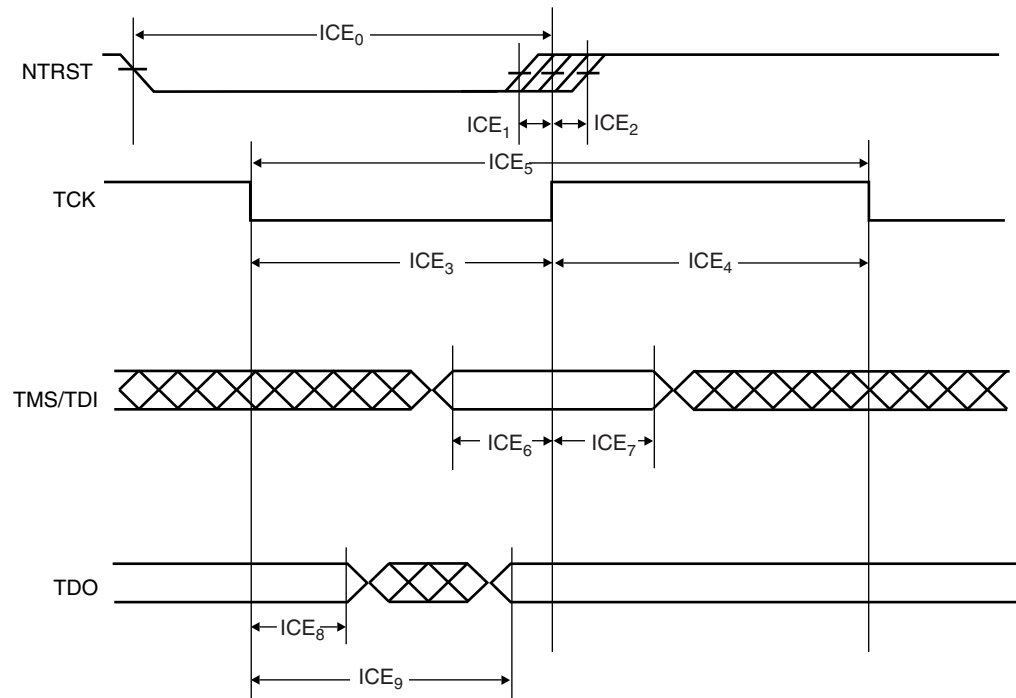 ICE₀
NTRST
ICE₁
ICE₂
ICE₅
TCK
ICE₃
ICE₄
TMS/TDI
ICE₆
ICE₇
TDO
ICE₈
ICE₉